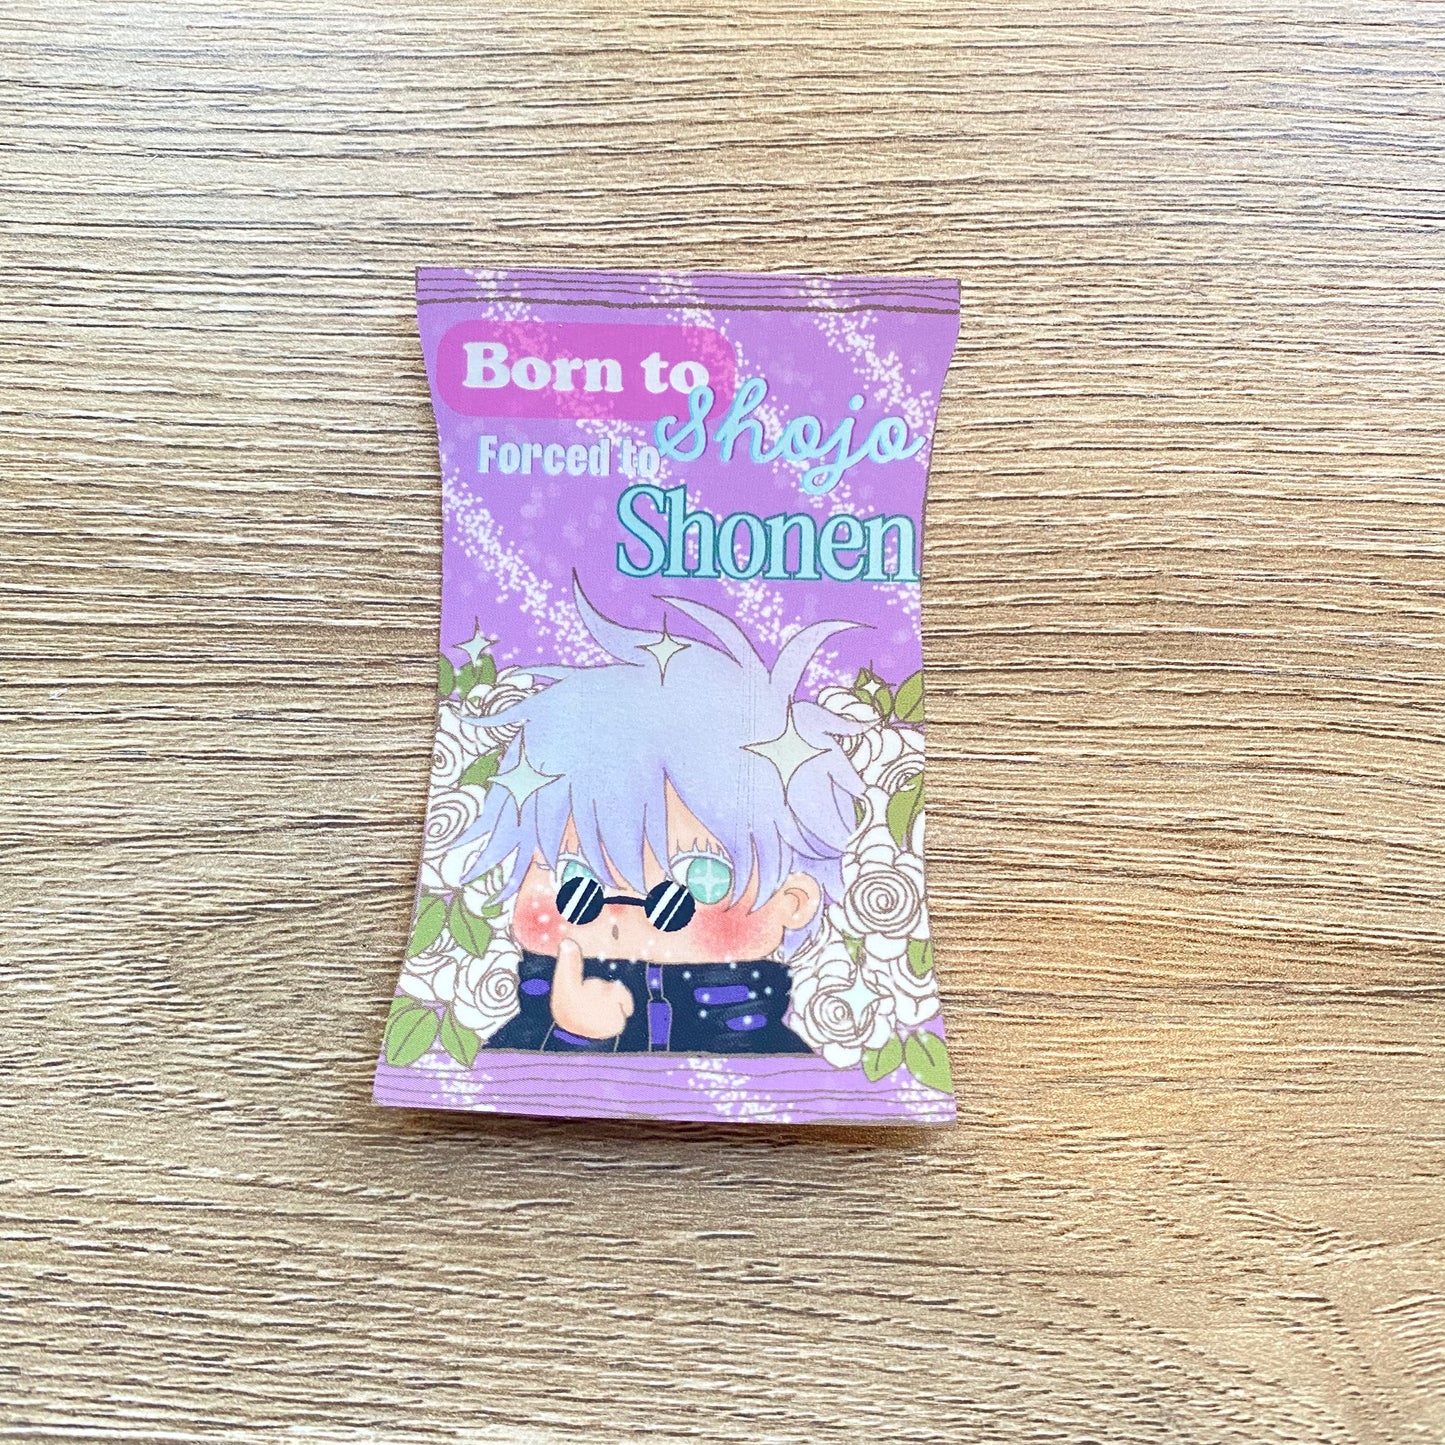 Born to
Shojo
Forced to
Shonen